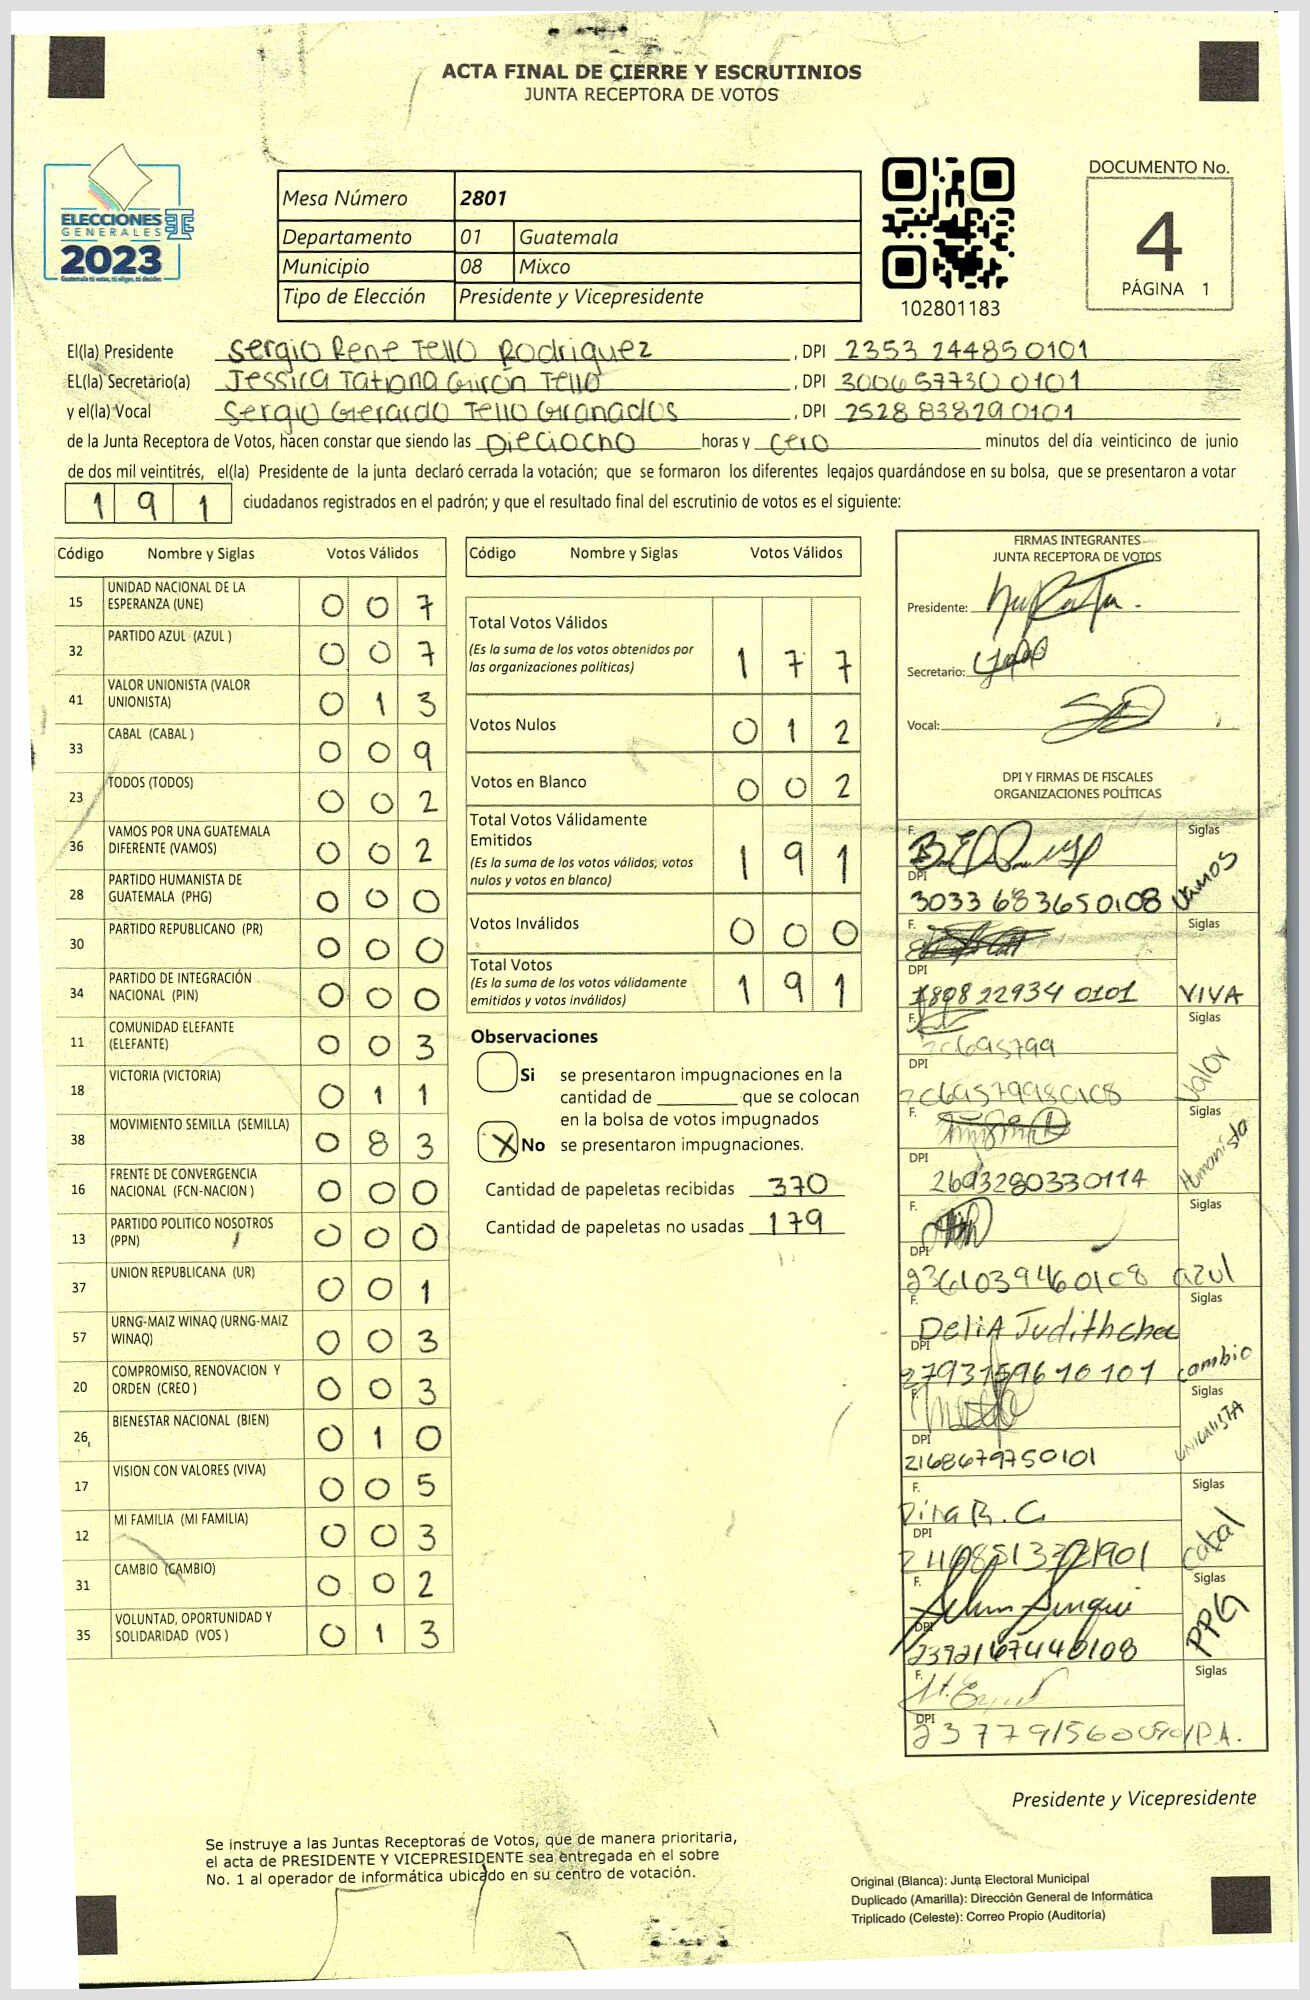 ACTA FINAL DE CIERRE Y ESCRUTINIOS
JUNTA RECEPTORA DE VOTOS
ELECCIONES
GENERALES
2023
Mesa Número 2801
Departamento 01 Guatemala
Municipio 08 Mixco
Tipo de Elección Presidente y Vicepresidente
102801183
DOCUMENTO No.
4
PÁGINA 1
El(la) Presidente Sergio Rene Tello Rodriguez, DPI 2353 24485 0101
EL(la) Secretario(a) Jessica Tatiana Girón Tello, DPI 3006 57730 0101
y el(la) Vocal Sergio Gerardo Tello Granados, DPI 2528 83829 0101
de la Junta Receptora de Votos, hacen constar que siendo las Dieciocho horas y cero minutos del día veinticinco de junio
de dos mil veintitrés, el(la) Presidente de la junta declaró cerrada la votación; que se formaron los diferentes legajos guardándose en su bolsa, que se presentaron a votar
1 9 1 ciudadanos registrados en el padrón; y que el resultado final del escrutinio de votos es el siguiente:
Código Nombre y Siglas Votos Válidos
15 UNIDAD NACIONAL DE LA ESPERANZA (UNE) 0 0 7
32 PARTIDO AZUL (AZUL ) 0 0 7
41 VALOR UNIONISTA (VALOR UNIONISTA) 0 1 3
33 CABAL (CABAL ) 0 0 9
23 TODOS (TODOS) 0 0 2
36 VAMOS POR UNA GUATEMALA DIFERENTE (VAMOS) 0 0 2
28 PARTIDO HUMANISTA DE GUATEMALA (PHG) 0 0 0
30 PARTIDO REPUBLICANO (PR) 0 0 0
34 PARTIDO DE INTEGRACIÓN NACIONAL (PIN) 0 0 0
11 COMUNIDAD ELEFANTE (ELEFANTE) 0 0 3
18 VICTORIA (VICTORIA) 0 1 1
38 MOVIMIENTO SEMILLA (SEMILLA) 0 8 3
16 FRENTE DE CONVERGENCIA NACIONAL (FCN-NACION ) 0 0 0
13 PARTIDO POLITICO NOSOTROS (PPN) 0 0 0
37 UNION REPUBLICANA (UR) 0 0 1
57 URNG-MAIZ WINAQ (URNG-MAIZ WINAQ) 0 0 3
20 COMPROMISO, RENOVACION Y ORDEN (CREO ) 0 0 3
26 BIENESTAR NACIONAL (BIEN) 0 1 0
17 VISION CON VALORES (VIVA) 0 0 5
12 MI FAMILIA (MI FAMILIA) 0 0 3
31 CAMBIO (CAMBIO) 0 0 2
35 VOLUNTAD, OPORTUNIDAD Y SOLIDARIDAD (VOS ) 0 1 3
Código Nombre y Siglas Votos Válidos
Total Votos Válidos
(Es la suma de los votos obtenidos por
las organizaciones políticas) 1 7 7
Votos Nulos 0 1 2
Votos en Blanco 0 0 2
Total Votos Válidamente
Emitidos
(Es la suma de los votos válidos, votos
nulos y votos en blanco) 1 9 1
Votos Inválidos 0 0 0
Total Votos
(Es la suma de los votos válidamente
emitidos y votos inválidos) 1 9 1
Observaciones
Si se presentaron impugnaciones en la
cantidad de ________ que se colocan
en la bolsa de votos impugnados
X No se presentaron impugnaciones.
Cantidad de papeletas recibidas 370
Cantidad de papeletas no usadas 179
FIRMAS INTEGRANTES
JUNTA RECEPTORA DE VOTOS
Presidente:
Secretario:
Vocal:
DPI Y FIRMAS DE FISCALES
ORGANIZACIONES POLÍTICAS
F. Siglas
DPI
3033 68365 0108 Vamos
F. Siglas
DPI
1808 22934 0101 VIVA
F. Siglas
DPI
Valor
F. Siglas
DPI
2693280330114 Humanista
F. Siglas
DPI
2361039460108 azul
F. Siglas
Delia Judith
DPI
cambio
F. Siglas
DPI
2168679750101 UNIONISTA
F. Siglas
DPI
Cabal
F. Siglas
DPI
2392167440108 PPG
F. Siglas
DPI
P.A.
Presidente y Vicepresidente
Se instruye a las Juntas Receptoras de Votos, que de manera prioritaria,
el acta de PRESIDENTE Y VICEPRESIDENTE sea entregada en el sobre
No. 1 al operador de informática ubicado en su centro de votación.
Original (Blanca): Junta Electoral Municipal
Duplicado (Amarilla): Dirección General de Informática
Triplicado (Celeste): Correo Propio (Auditoría)